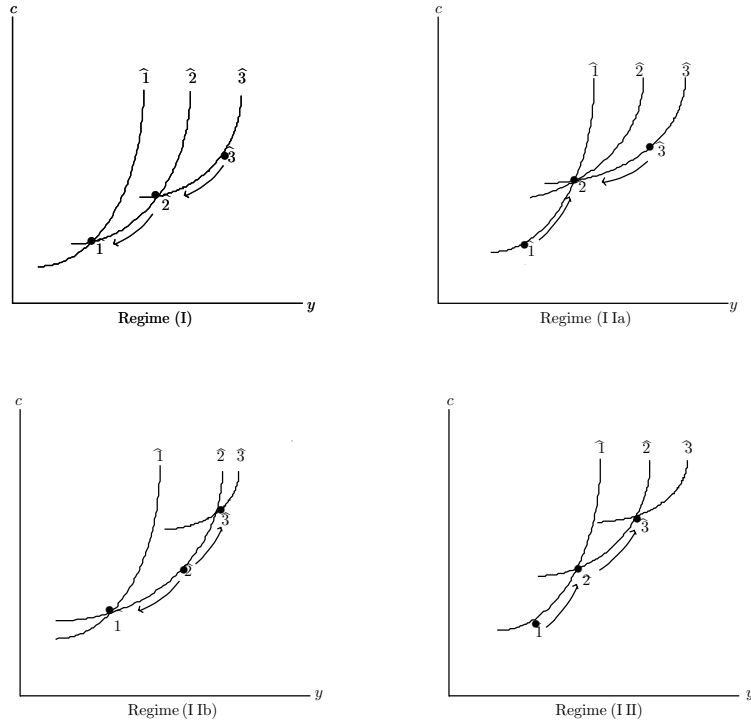 c
1̂ 2̂ 3̂
3̂
2̂
1̂
y
Regime (I)
c
1̂ 2̂ 3̂
3̂
2
1̂
y
Regime (I Ia)
c
1̂ 2̂ 3̂
3̂
2̂
1
y
Regime (I Ib)
c
1̂ 2̂ 3̂
3̂
2
1̂
y
Regime (I II)